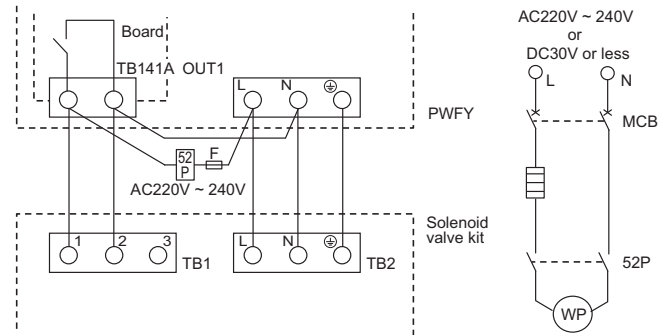 Board
TB141A OUT1
L N
PWFY
52
P
F
AC220V ~ 240V
Solenoid
valve kit
1 2 3
TB1
L N
TB2
AC220V ~ 240V
or
DC30V or less
L N
MCB
52P
WP